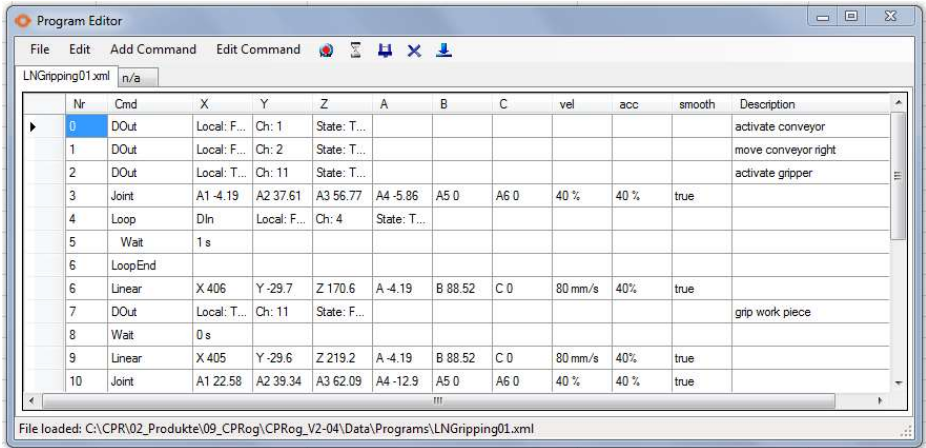 Program Editor
File Edit Add Command Edit Command
LNGripping01.xml n/a
Nr Cmd X Y Z A B C vel acc smooth Description
0 DOut Local: F... Ch: 1 State: T... activate conveyor
1 DOut Local: F... Ch: 2 State: T... move conveyor right
2 DOut Local: T... Ch: 11 State: T... activate gripper
3 Joint A1 -4.19 A2 37.61 A3 56.77 A4 -5.86 A5 0 A6 0 40 % 40 % true
4 Loop DIn Local: F... Ch: 4 State: T...
5 Wait 1 s
6 LoopEnd
6 Linear X 406 Y -29.7 Z 170.6 A -4.19 B 88.52 C 0 80 mm/s 40% true
7 DOut Local: T... Ch: 11 State: F... grip work piece
8 Wait 0 s
9 Linear X 405 Y -29.6 Z 219.2 A -4.19 B 88.52 C 0 80 mm/s 40% true
10 Joint A1 22.58 A2 39.34 A3 62.09 A4 -12.9 A5 0 A6 0 40 % 40 % true
File loaded: C:\CPR\02_Produkte\09_CPRog\CPRog_V2-04\Data\Programs\LNGripping01.xml